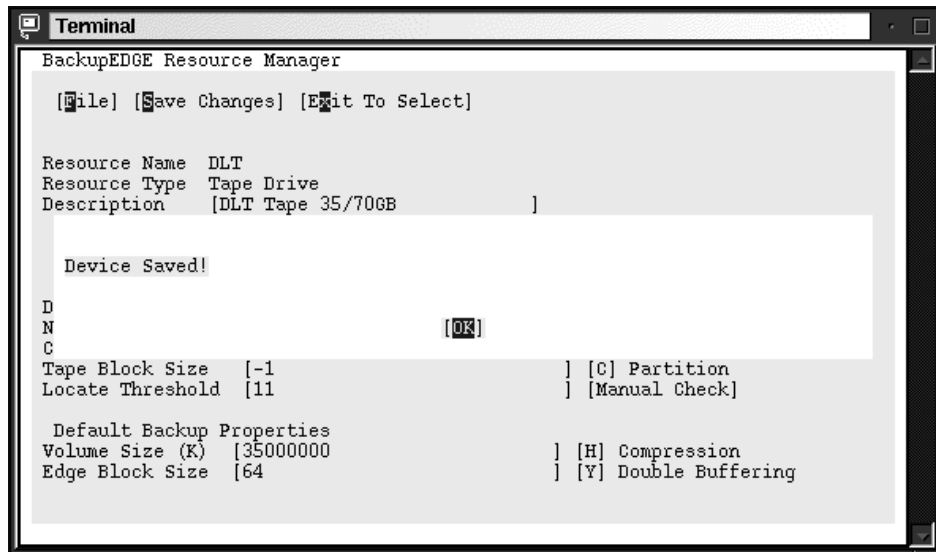 Terminal
BackupEDGE Resource Manager
[File] [Save Changes] [Exit To Select]
Resource Name DLT
Resource Type Tape Drive
Description [DLT Tape 35/70GB ]
Device Saved!
D
N [OK]
C
Tape Block Size [-1 ] [C] Partition
Locate Threshold [11 ] [Manual Check]
Default Backup Properties
Volume Size (K) [35000000 ] [H] Compression
Edge Block Size [64 ] [Y] Double Buffering